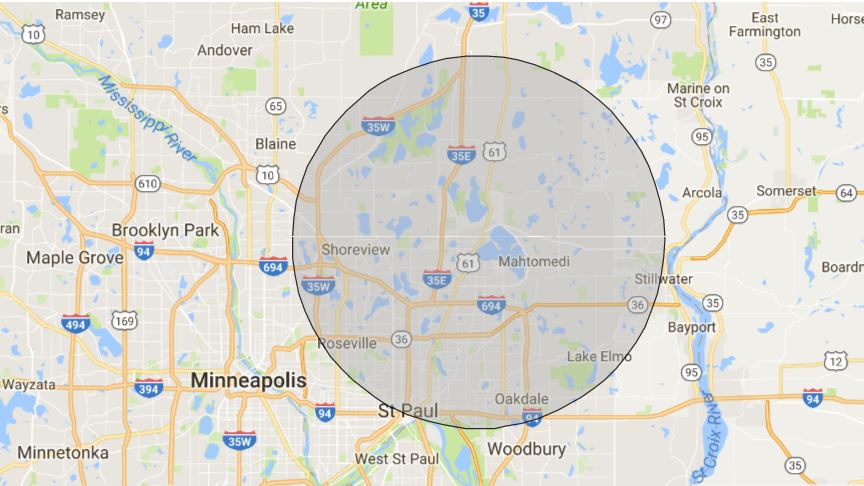 Ramsey
Area
35
97
East
Farmington
Horse
10
Ham Lake
Andover
35
Marine on
St Croix
Mississippi River
65
35W
95
Blaine
35E
61
610
10
Arcola
Somerset
64
35
ran
Brooklyn Park
94
Shoreview
Maple Grove
694
61
Mahtomedi
Boardn
35W
35E
Stillwater
694
36
35
494
169
Bayport
Roseville
36
Lake Elmo
12
Wayzata
394
Minneapolis
95
94
St Paul
Oakdale
94
94
35W
Minnetonka
West St Paul
Woodbury
St Croix River
35